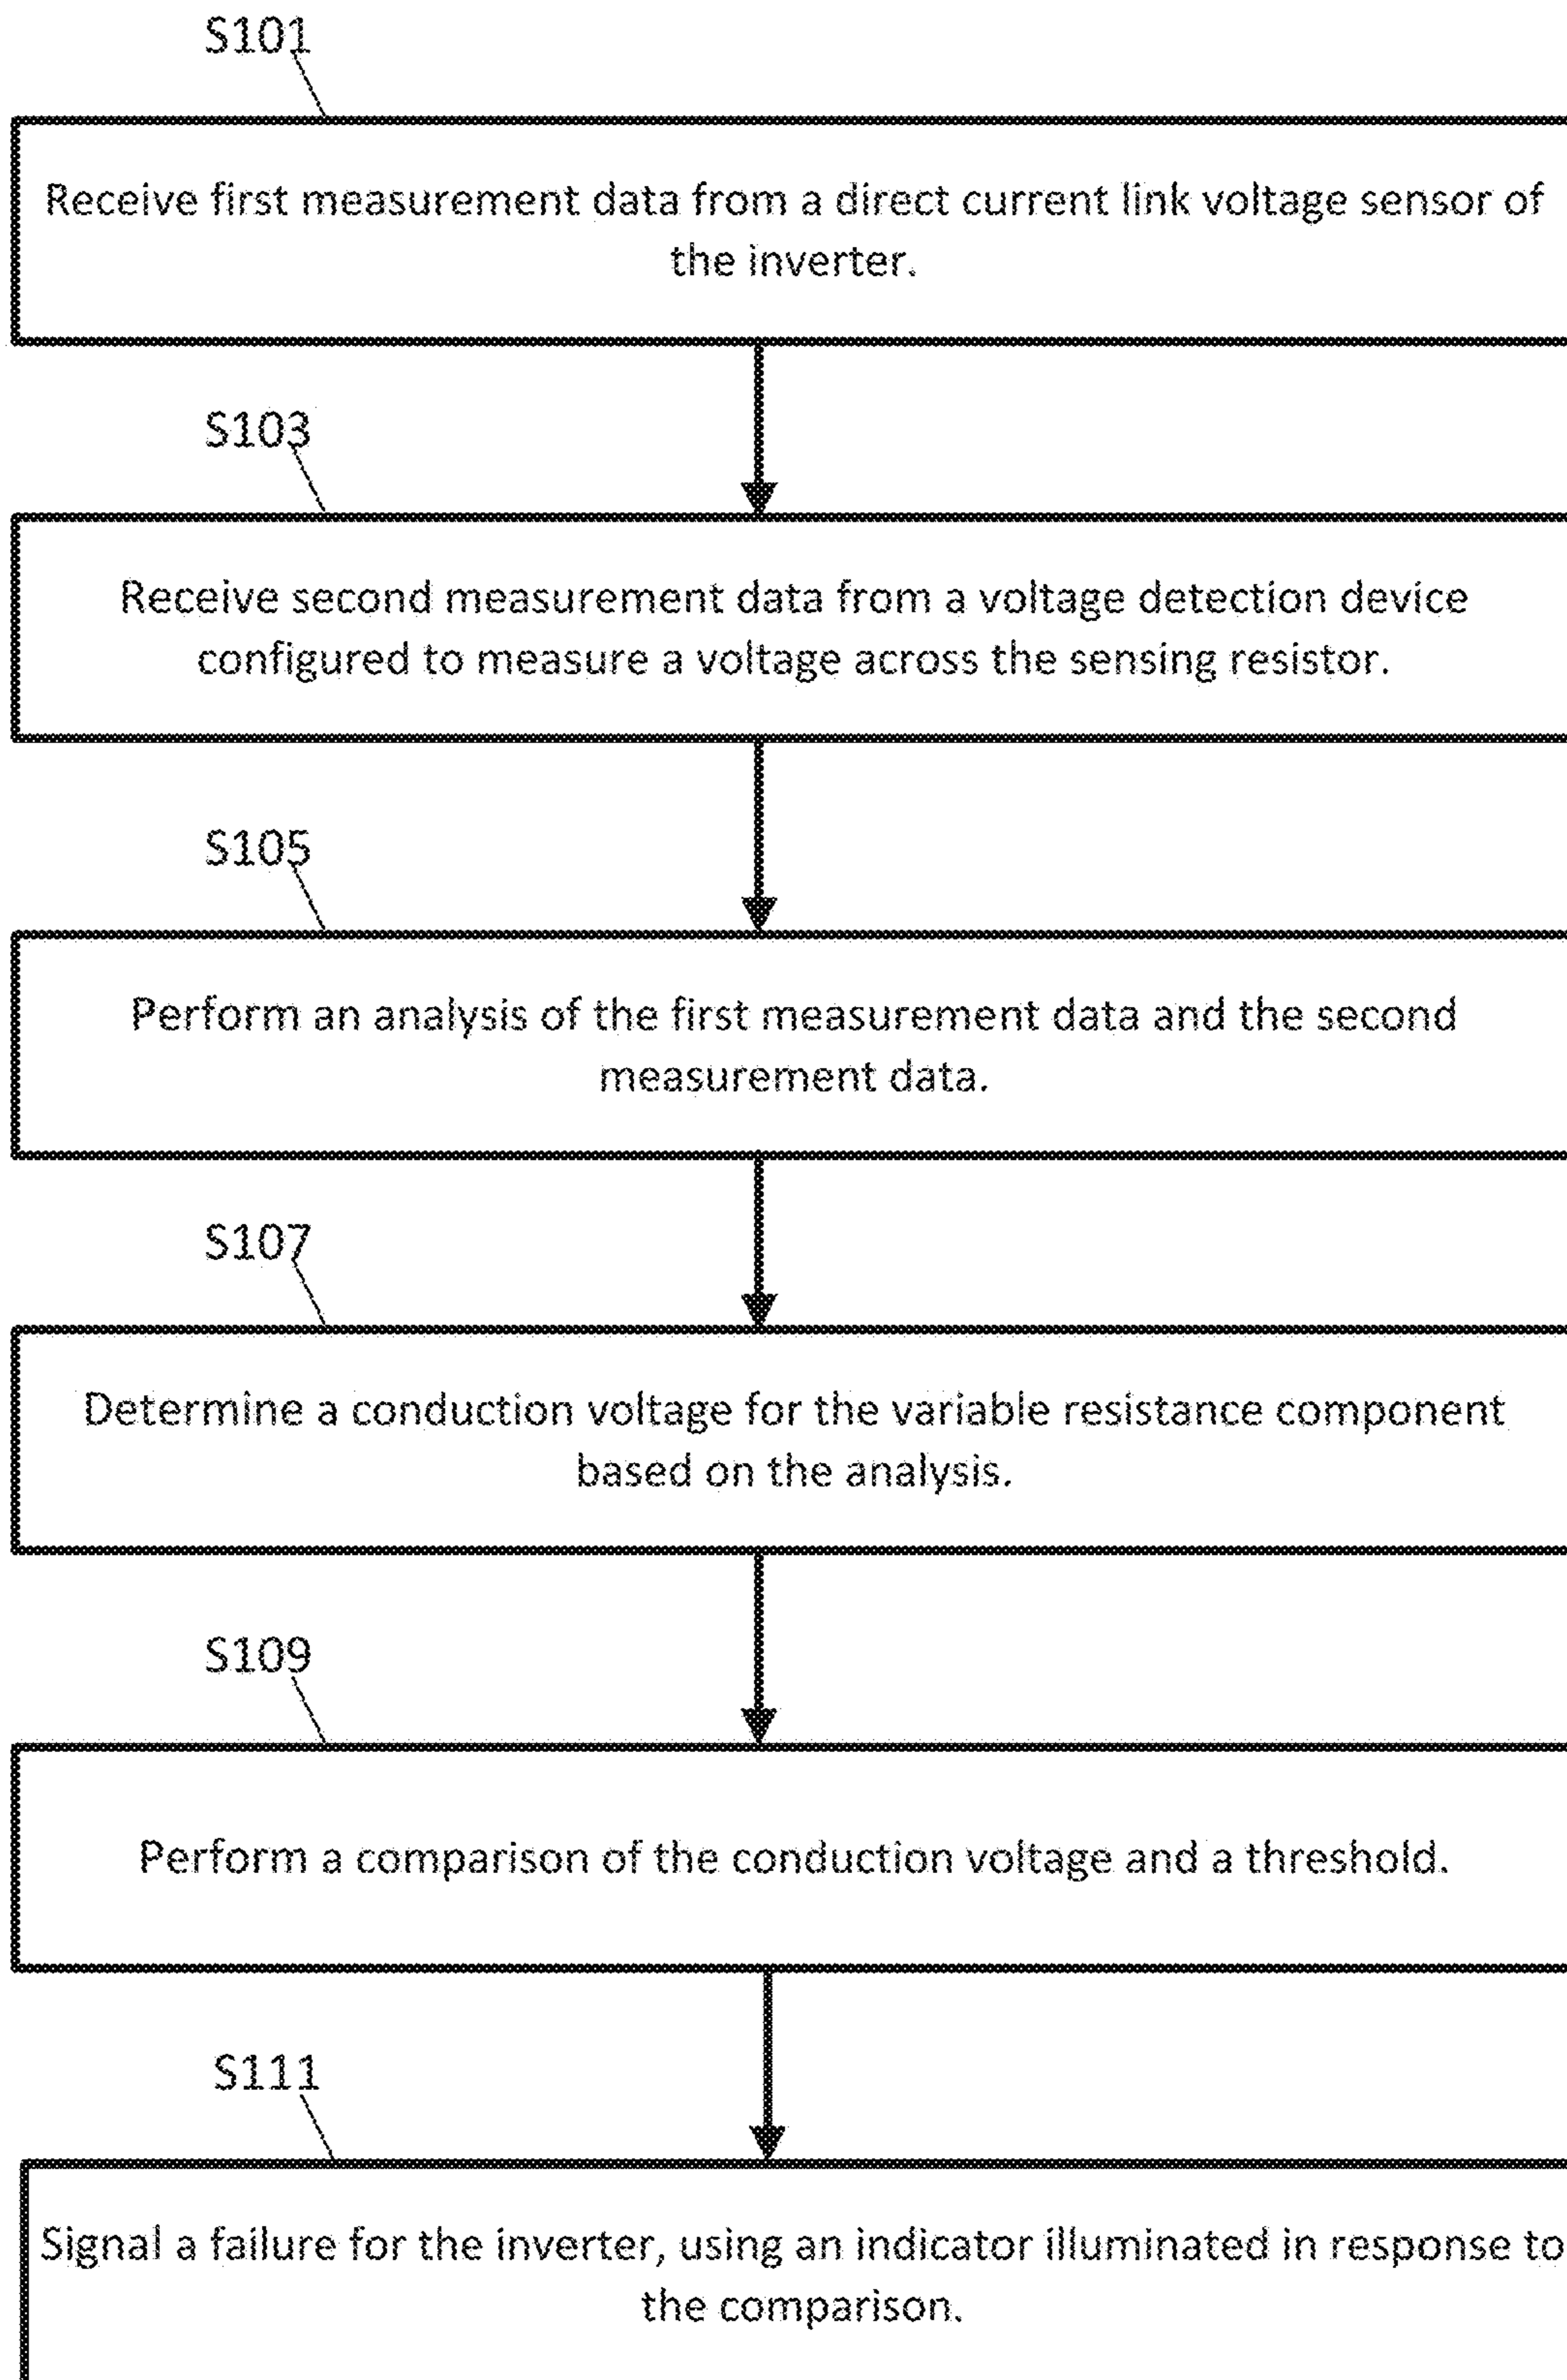 S101
Receive first measurement data from a direct current link voltage sensor of
the inverter.
S103
Receive second measurement data from a voltage detection device
configured to measure a voltage across the sensing resistor.
S105
Perform an analysis of the first measurement data and the second
measurement data.
S107
Determine a conduction voltage for the variable resistance component
based on the analysis.
S109
Perform a comparison of the conduction voltage and a threshold.
S111
Signal a failure for the inverter, using an indicator illuminated in response to
the comparison.